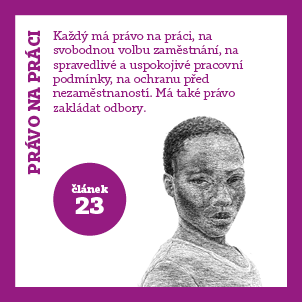 PRÁVO NA PRÁCI
Každý má právo na práci, na
svobodnou volbu zaměstnání, na
spravedlivé a uspokojivé pracovní
podmínky, na ochranu před
nezaměstnaností. Má také právo
zakládat odbory.
článek
23